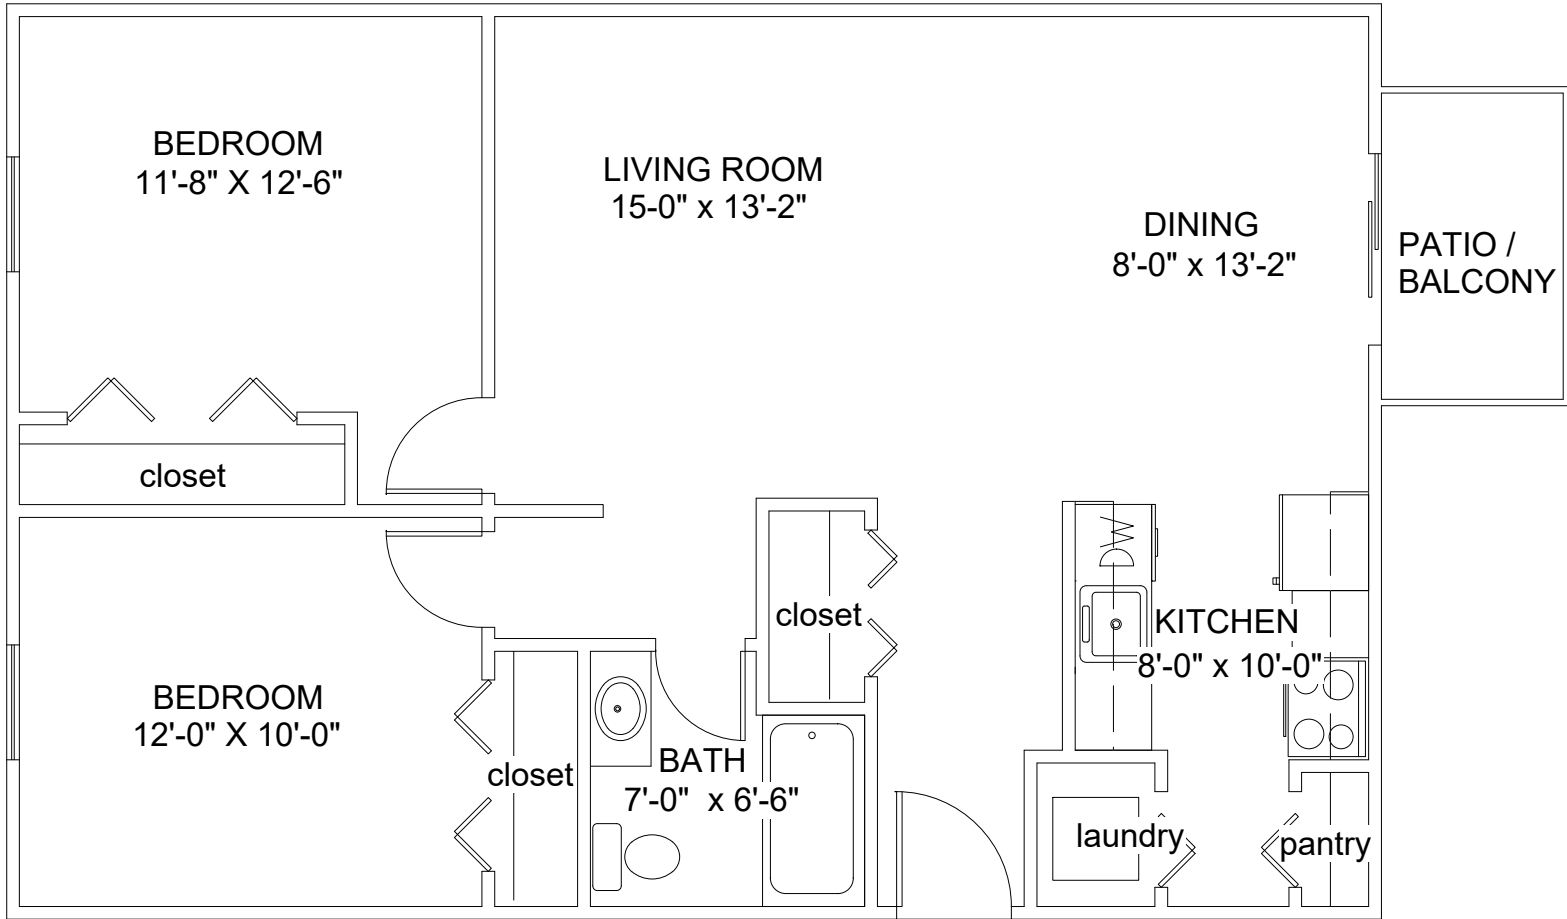 BEDROOM
11'-8" X 12'-6"
LIVING ROOM
15-0" x 13'-2"
DINING
8'-0" x 13'-2"
PATIO /
BALCONY
closet
DW
closet
KITCHEN
8'-0" x 10'-0"
BEDROOM
12'-0" X 10'-0"
closet
BATH
7'-0" x 6'-6"
laundry
pantry